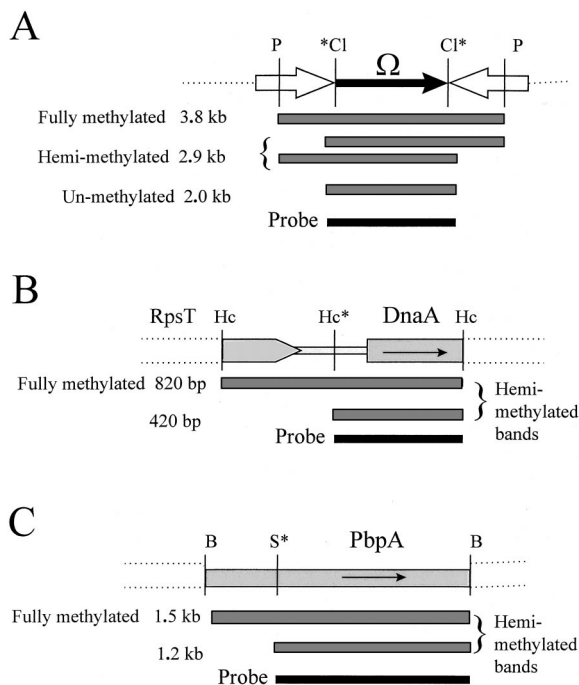 A
P *Cl Cl* P
Ω
Fully methylated 3.8 kb
Hemi-methylated 2.9 kb {
Un-methylated 2.0 kb
Probe
B
RpsT Hc Hc* DnaA Hc
Fully methylated 820 bp
420 bp
} Hemi-
methylated
bands
Probe
C
B S* PbpA B
Fully methylated 1.5 kb
1.2 kb
} Hemi-
methylated
bands
Probe